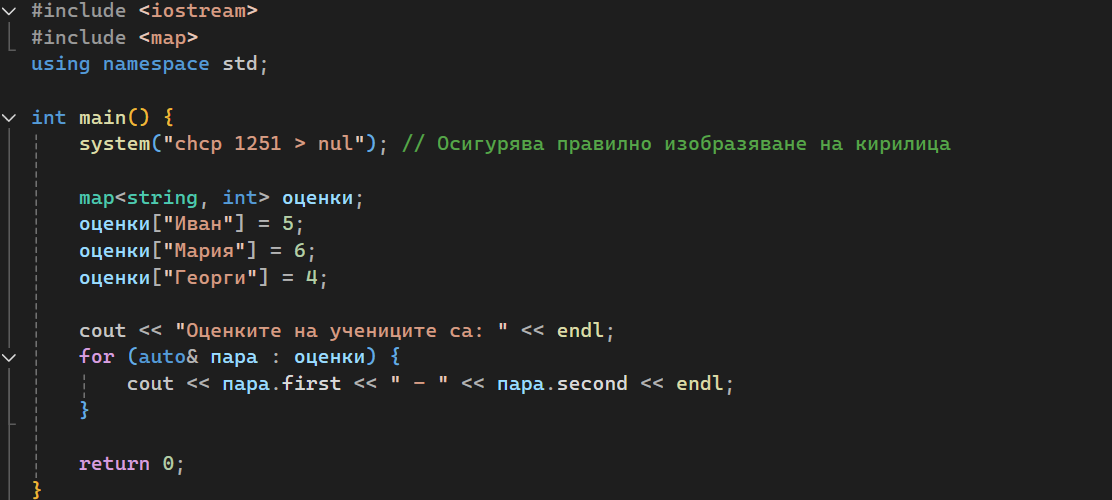 #include <iostream>
#include <map>
using namespace std;
int main() {
system("chcp 1251 > nul"); // Осигурява правилно изобразяване на кирилица
map<string, int> оценки;
оценки["Иван"] = 5;
оценки["Мария"] = 6;
оценки["Георги"] = 4;
cout << "Оценките на учениците са: " << endl;
for (auto& пара : оценки) {
cout << пара.first << " - " << пара.second << endl;
}
return 0;
}